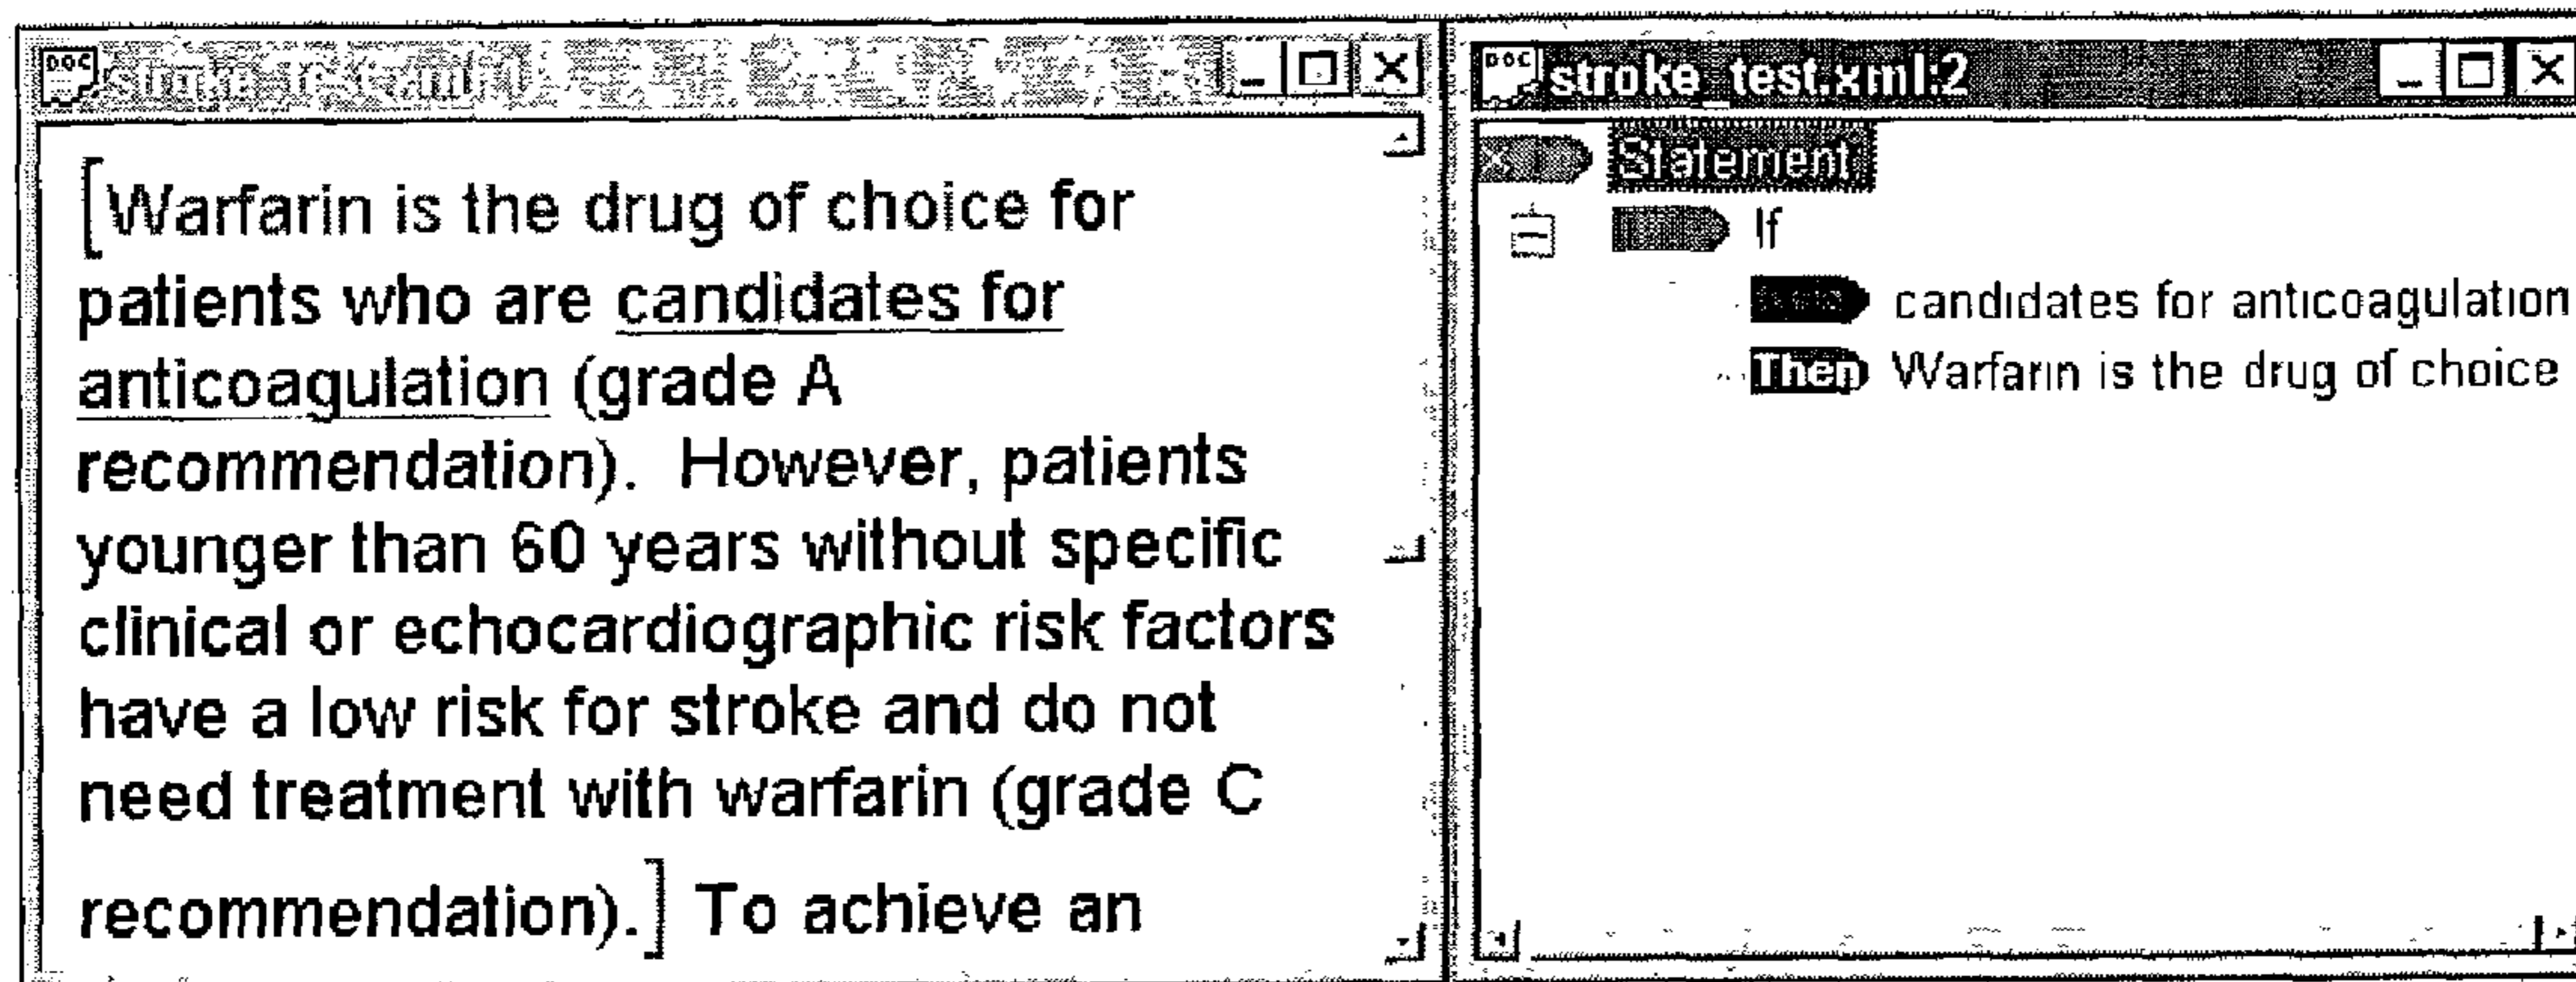 DOC
[Warfarin is the drug of choice for
patients who are candidates for
anticoagulation (grade A
recommendation).  However, patients
younger than 60 years without specific
clinical or echocardiographic risk factors
have a low risk for stroke and do not
need treatment with warfarin (grade C
recommendation).] To achieve an
DOC stroke_test.xml:2
Statement
If
candidates for anticoagulation
Then Warfarin is the drug of choice